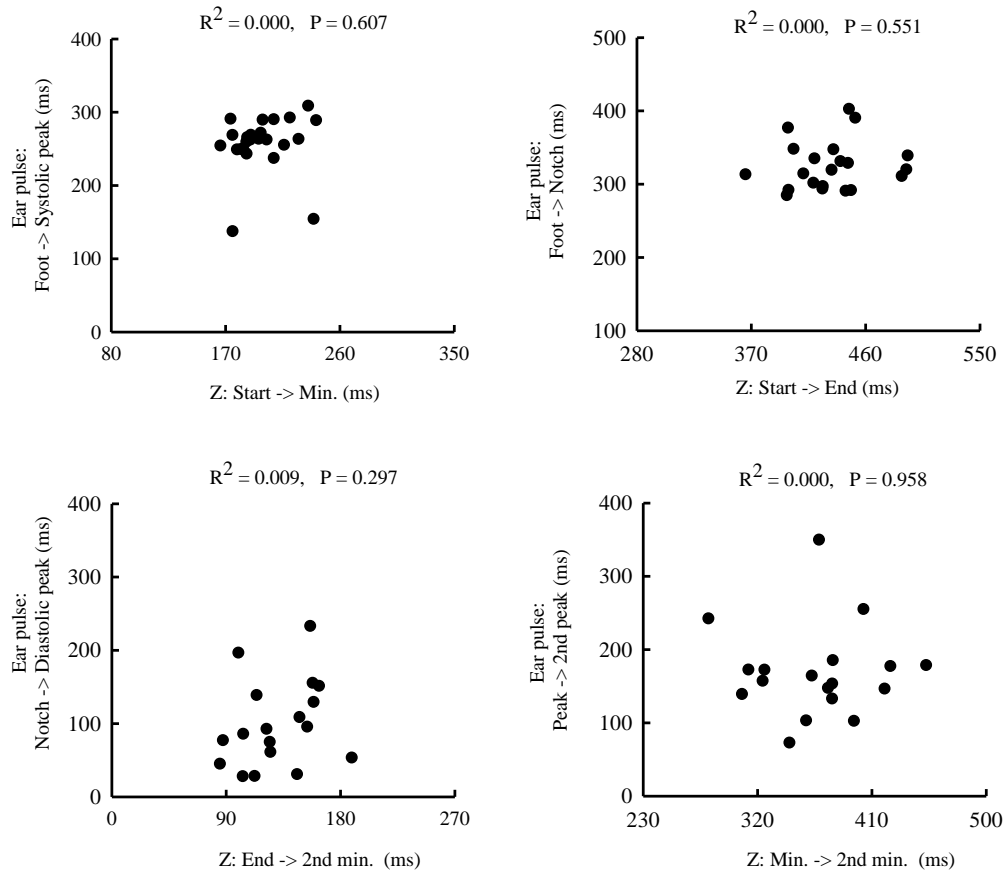 R² = 0.000, P = 0.607
Ear pulse:
Foot -> Systolic peak (ms)
400
300
200
100
0
80 170 260 350
Z: Start -> Min. (ms)
R² = 0.000, P = 0.551
Ear pulse:
Foot -> Notch (ms)
500
400
300
200
100
280 370 460 550
Z: Start -> End (ms)
R² = 0.009, P = 0.297
Ear pulse:
Notch -> Diastolic peak (ms)
400
300
200
100
0
0 90 180 270
Z: End -> 2nd min. (ms)
R² = 0.000, P = 0.958
Ear pulse:
Peak -> 2nd peak (ms)
400
300
200
100
0
230 320 410 500
Z: Min. -> 2nd min. (ms)